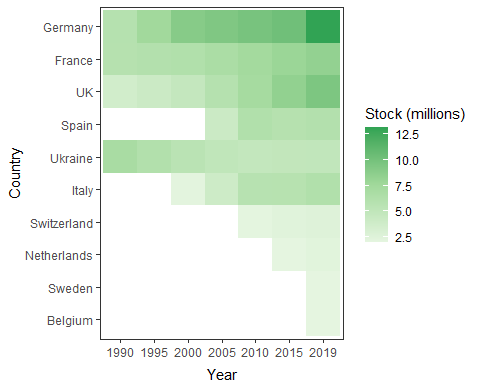 Country
Germany
France
UK
Spain
Ukraine
Italy
Switzerland
Netherlands
Sweden
Belgium
1990 1995 2000 2005 2010 2015 2019
Year
Stock (millions)
12.5
10.0
7.5
5.0
2.5